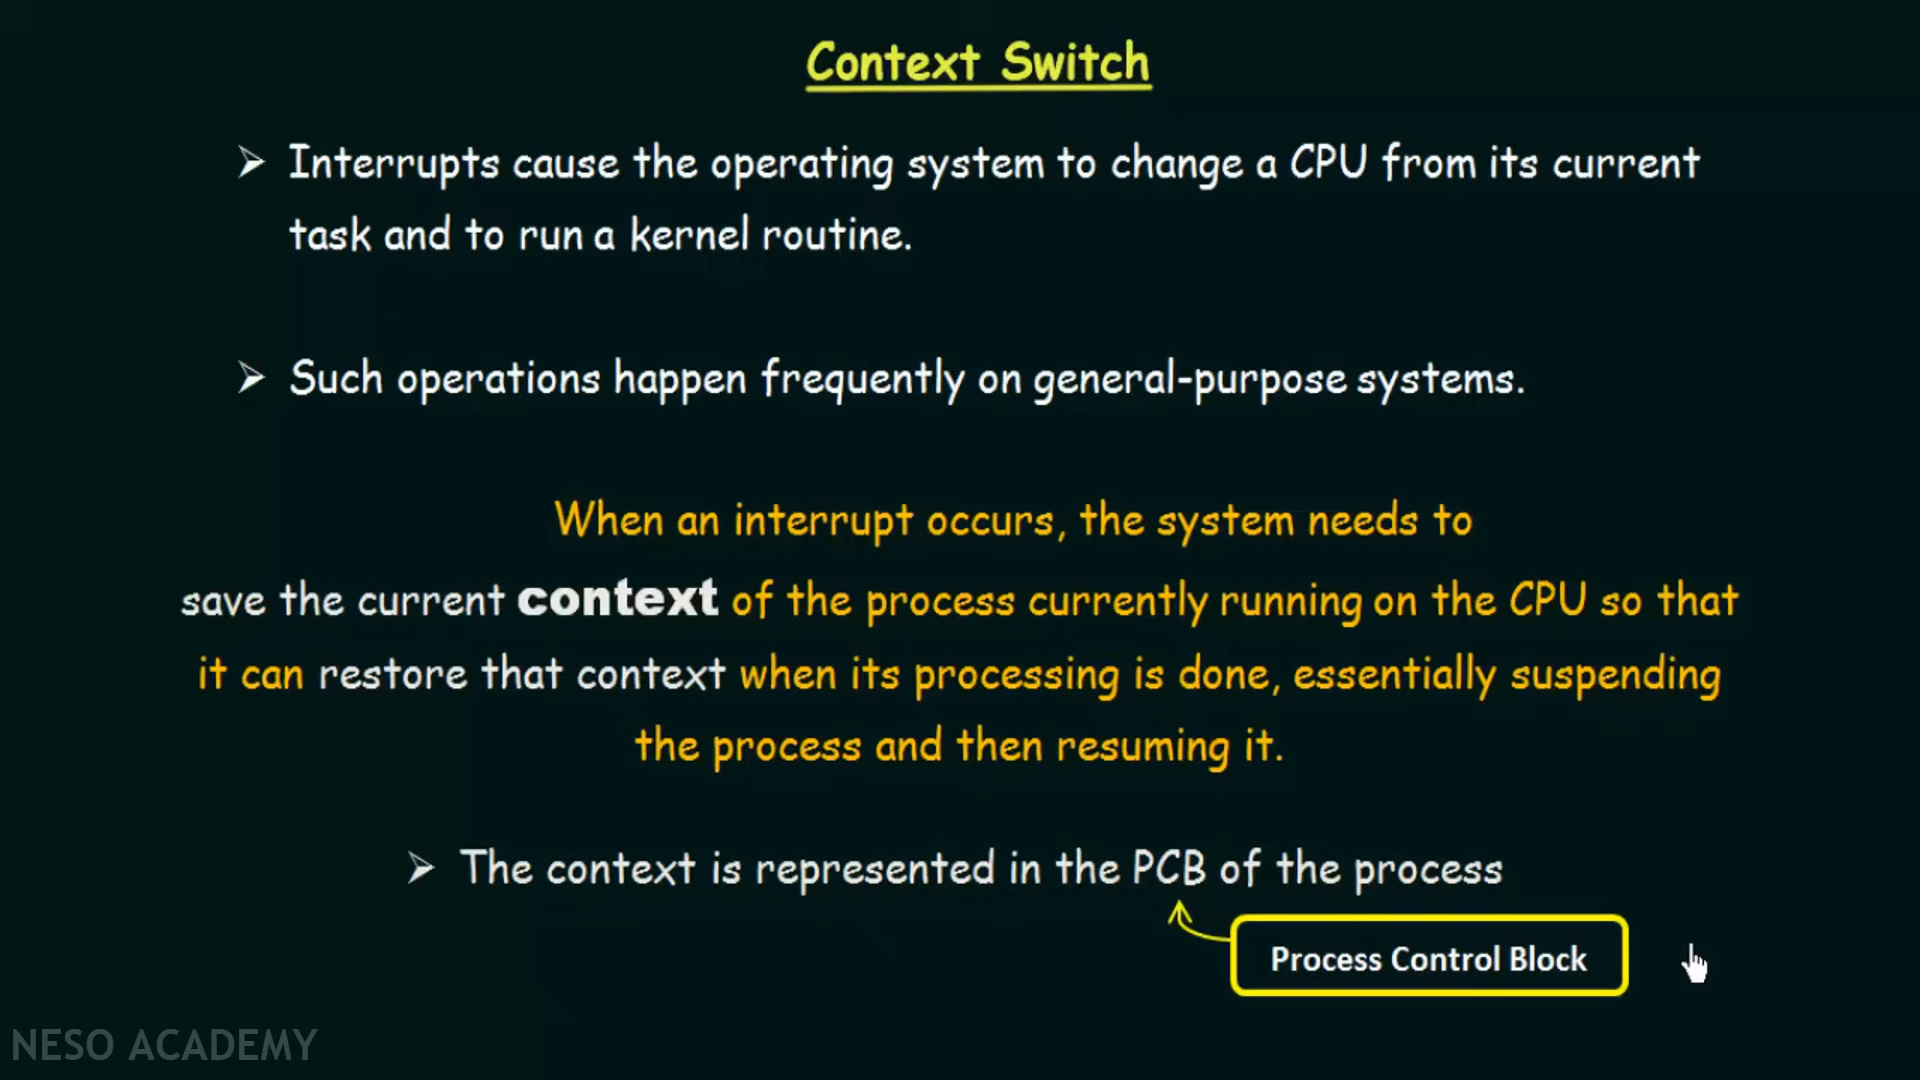 Context Switch
➢ Interrupts cause the operating system to change a CPU from its current
task and to run a kernel routine.
➢ Such operations happen frequently on general-purpose systems.
When an interrupt occurs, the system needs to
save the current context of the process currently running on the CPU so that
it can restore that context when its processing is done, essentially suspending
the process and then resuming it.
➢ The context is represented in the PCB of the process
Process Control Block
NESO ACADEMY